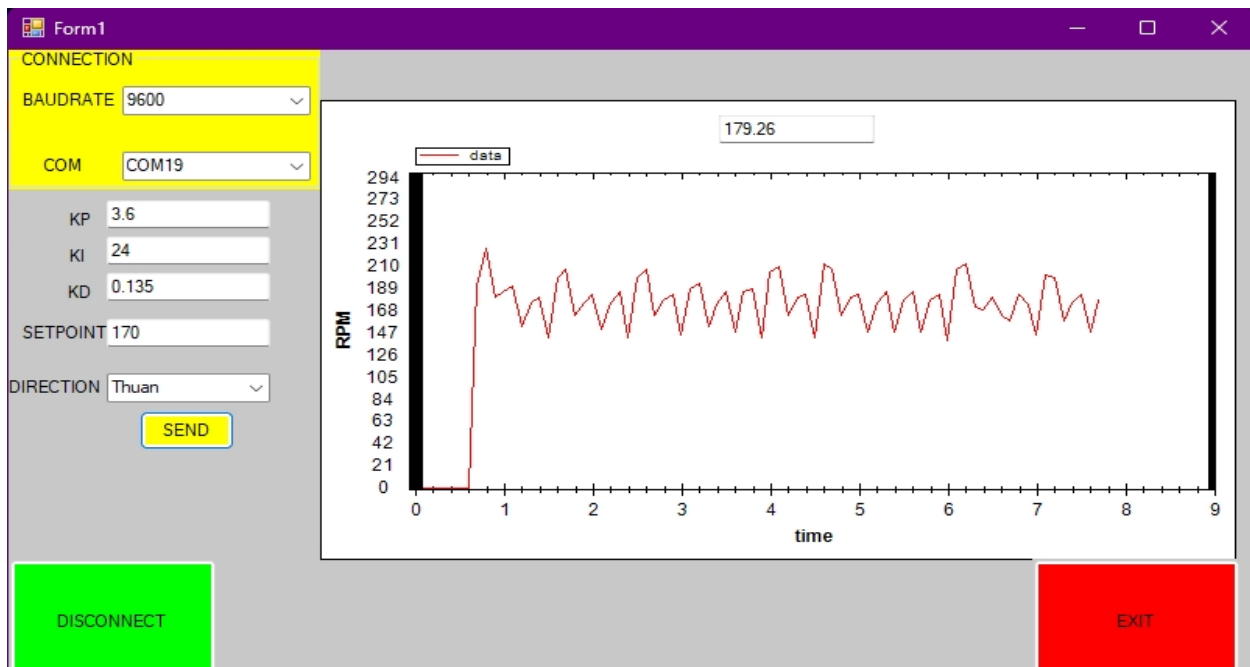 Form1
CONNECTION
BAUDRATE 9600
COM COM19
KP 3.6
KI 24
KD 0.135
SETPOINT 170
DIRECTION Thuan
SEND
DISCONNECT
179.26
data
294
273
252
231
210
189
168
147
126
105
84
63
42
21
0
RPM
0 1 2 3 4 5 6 7 8 9
time
EXIT